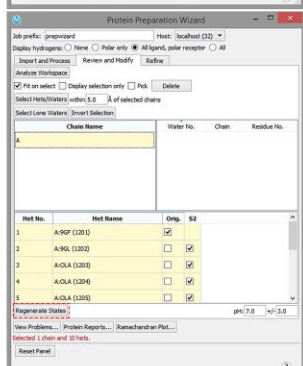 Protein Preparation Wizard
Job prefix: prepwizard Host: localhost (32)
Display hydrogens: None Polar only All ligand, polar receptor All
Import and Process Review and Modify Refine
Analyze Workspace
Fit on select Display selection only Pick Delete
Select Hets/Waters within 5.0 Å of selected chains
Select Lone Waters Invert Selection
Chain Name Water No. Chain Residue No.
A
Het No. Het Name Orig. S2
1 A:9GF (1201)
2 A:9GL (1202)
3 A:OLA (1203)
4 A:OLA (1204)
5 A:OLA (1205)
Regenerate States pH: 7.0 +/- 3.0
View Problems... Protein Reports... Ramachandran Plot...
Selected 1 chain and 10 hets.
Reset Panel
?